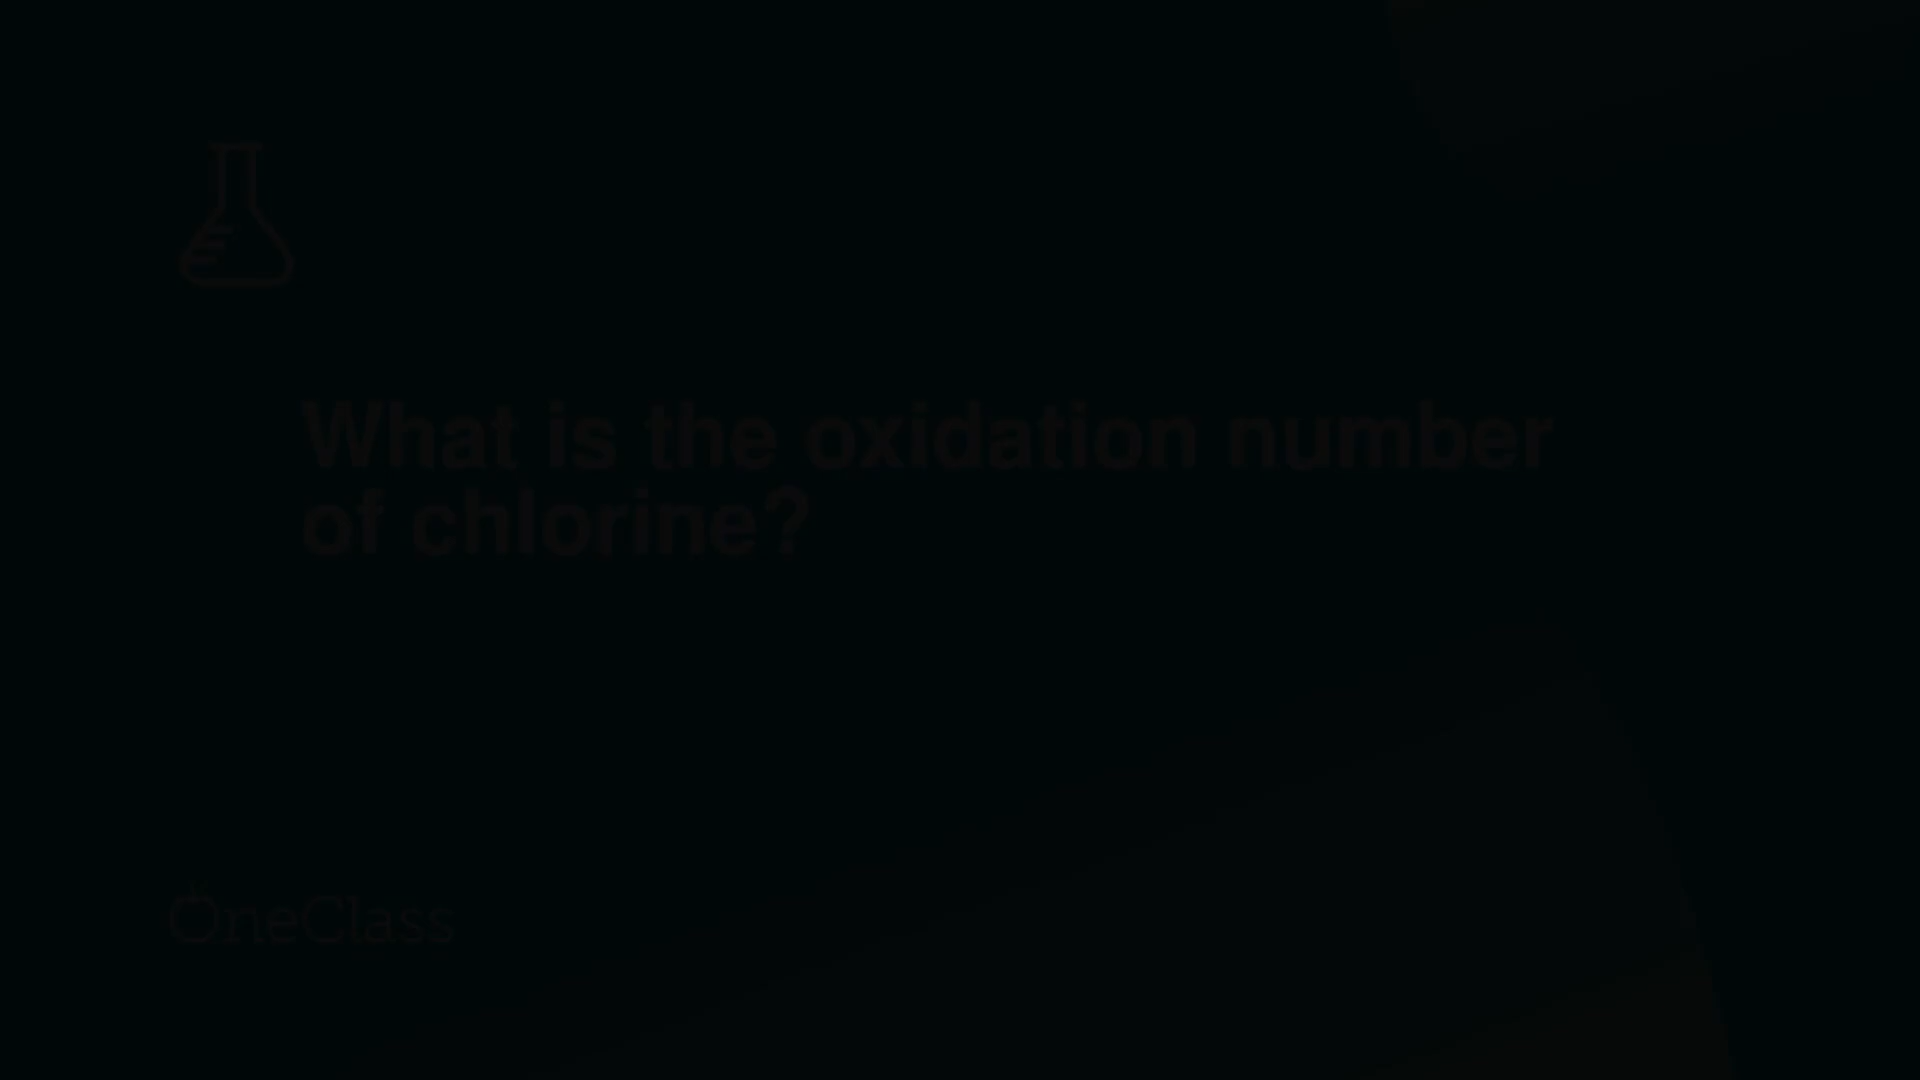 What is the oxidation number
of chlorine?
OneClass